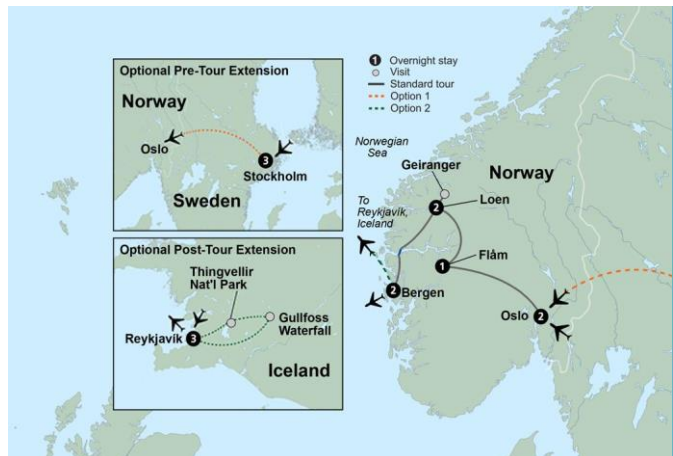 Optional Pre-Tour Extension
Norway
Oslo
3
Stockholm
Sweden
Optional Post-Tour Extension
Thingvellir
Nat'l Park
Gullfoss
Waterfall
Reykjavík
3
Iceland
1 Overnight stay
Visit
Standard tour
Option 1
Option 2
Norwegian
Sea
Geiranger
Norway
2
Loen
To
Reykjavík,
Iceland
Flåm
1
2
Bergen
Oslo
2